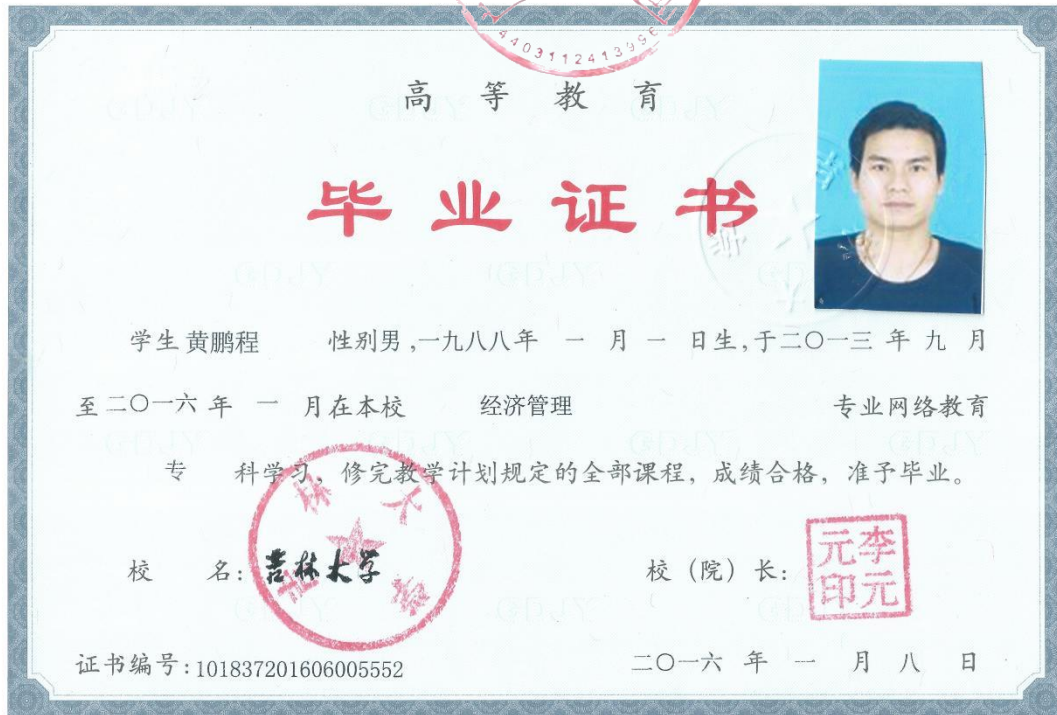 4403112413996
高等教育
毕业证书
学生 黄鹏程 性别男,一九八八年 一 月 一 日生,于二〇一三 年 九 月
至二〇一六 年 一 月在本校 经济管理 专业网络教育
专 科学习，修完教学计划规定的全部课程，成绩合格，准予毕业。
校 名: 吉林大学
校（院）长:
李元元印
证书编号:101837201606005552
二〇一六 年 一 月 八 日